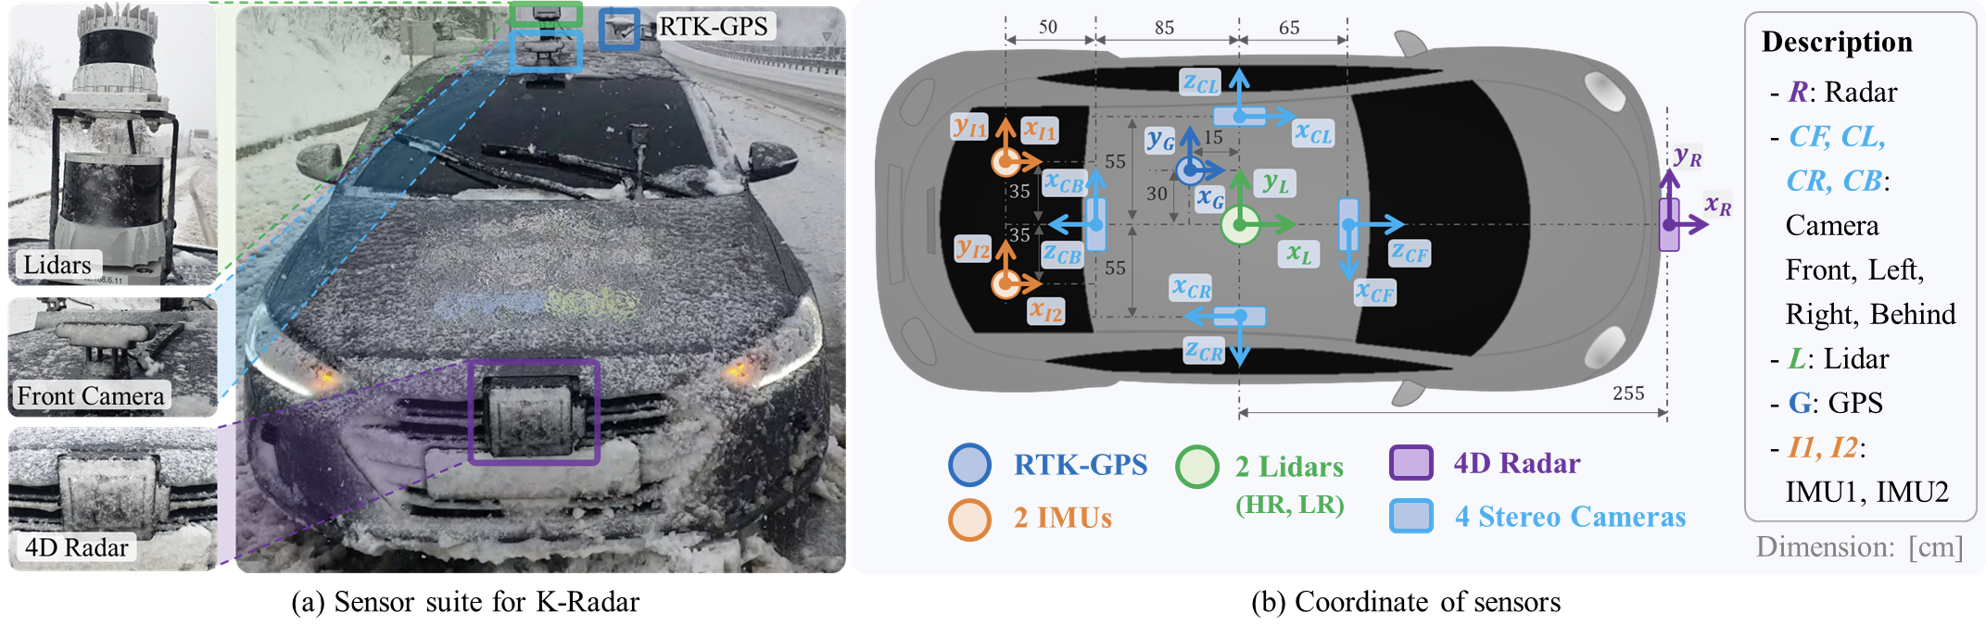 RTK-GPS
Lidars
Front Camera
4D Radar
(a) Sensor suite for K-Radar
50
85
65
z_CL
x_CL
y_I1
x_I1
y_G
15
55
x_CB
35
x_G
30
y_L
y_R
x_R
35
y_I2
z_CB
x_L
z_CF
55
x_CR
x_CF
x_I2
z_CR
255
RTK-GPS
2 IMUs
2 Lidars
(HR, LR)
4D Radar
4 Stereo Cameras
Description
- R: Radar
- CF, CL,
CR, CB:
Camera
Front, Left,
Right, Behind
- L: Lidar
- G: GPS
- I1, I2:
IMU1, IMU2
Dimension: [cm]
(b) Coordinate of sensors